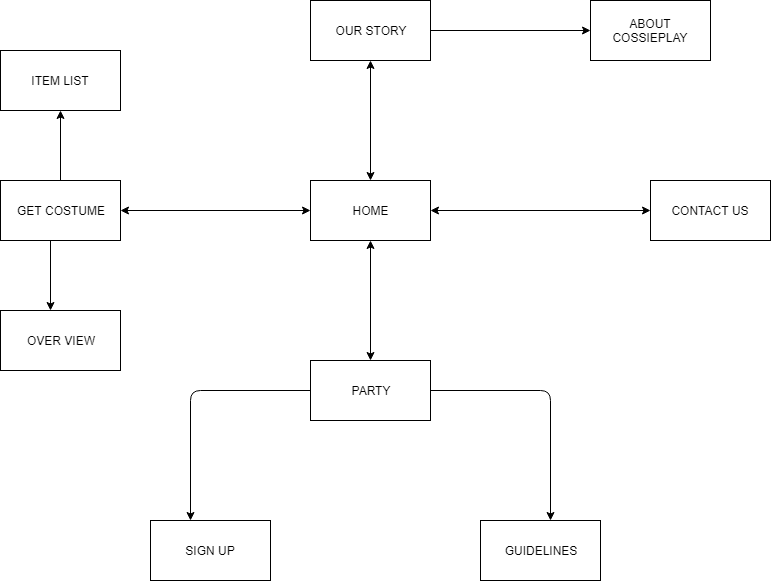 OUR STORY
ABOUT
COSSIEPLAY
ITEM LIST
GET COSTUME
HOME
CONTACT US
OVER VIEW
PARTY
SIGN UP
GUIDELINES